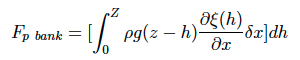 $F_{p\ bank} = [\int_0^Z \rho g(z-h)\frac{\partial \xi(h)}{\partial x}\delta x]dh$